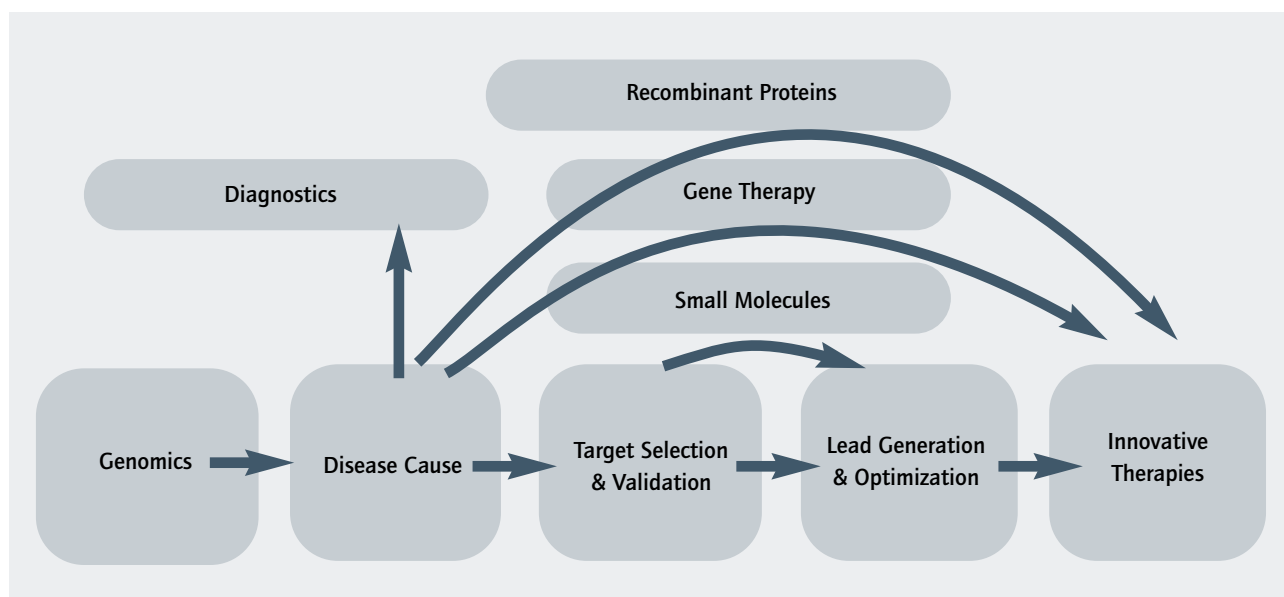 Recombinant Proteins
Diagnostics
Gene Therapy
Small Molecules
Genomics
Disease Cause
Target Selection
& Validation
Lead Generation
& Optimization
Innovative
Therapies